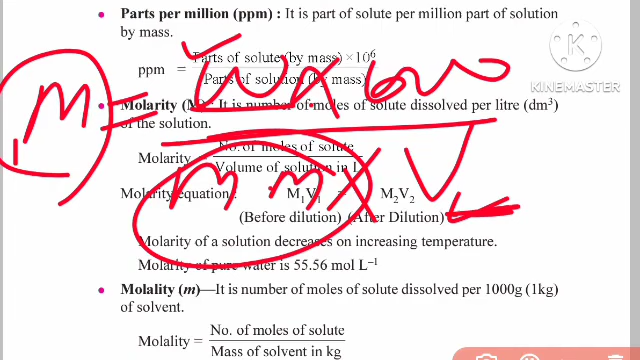 • Parts per million (ppm) : It is part of solute per million part of solution
by mass.
ppm = Parts of solute (by mass) × 10⁶
Parts of solution (by mass)
KINEMASTER
M = W × 1000
• Molarity (M): It is number of moles of solute dissolved per litre (dm³)
of the solution.
Molarity = No. of moles of solute
Volume of solution in L
m.m × V
Molarity equation : M₁V₁ = M₂V₂
(Before dilution) (After Dilution)
Molarity of a solution decreases on increasing temperature.
Molarity of pure water is 55.56 mol L⁻¹
• Molality (m)—It is number of moles of solute dissolved per 1000g (1kg)
of solvent.
Molality = No. of moles of solute
Mass of solvent in kg